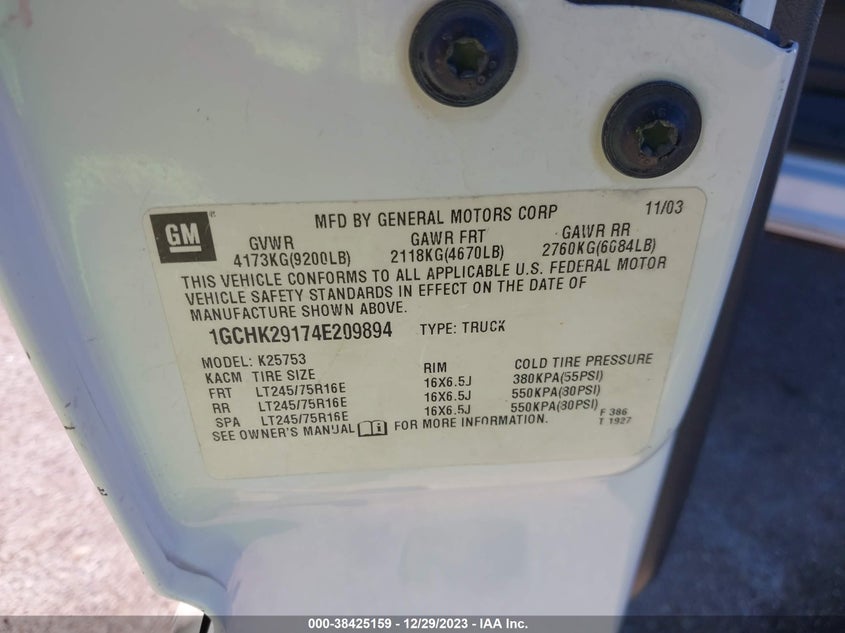 GM
MFD BY GENERAL MOTORS CORP 11/03
GVWR GAWR FRT GAWR RR
4173KG(9200LB) 2118KG(4670LB) 2760KG(6084LB)
THIS VEHICLE CONFORMS TO ALL APPLICABLE U.S. FEDERAL MOTOR
VEHICLE SAFETY STANDARDS IN EFFECT ON THE DATE OF
MANUFACTURE SHOWN ABOVE.
1GCHK29174E209894 TYPE: TRUCK
MODEL: K25753
KACM TIRE SIZE RIM COLD TIRE PRESSURE
FRT LT245/75R16E 16X6.5J 380KPA(55PSI)
RR LT245/75R16E 16X6.5J 550KPA(80PSI)
SPA LT245/75R16E 16X6.5J 550KPA(80PSI)
SEE OWNER'S MANUAL FOR MORE INFORMATION.
F 386
T 1927
000-38425159 - 12/29/2023 - IAA Inc.